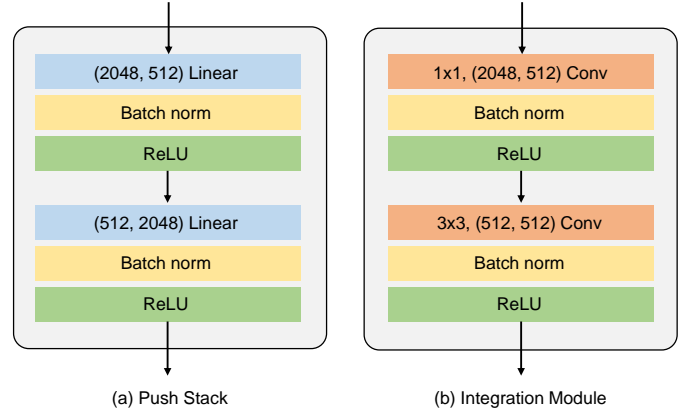 (2048, 512) Linear
Batch norm
ReLU
(512, 2048) Linear
Batch norm
ReLU
(a) Push Stack
1x1, (2048, 512) Conv
Batch norm
ReLU
3x3, (512, 512) Conv
Batch norm
ReLU
(b) Integration Module